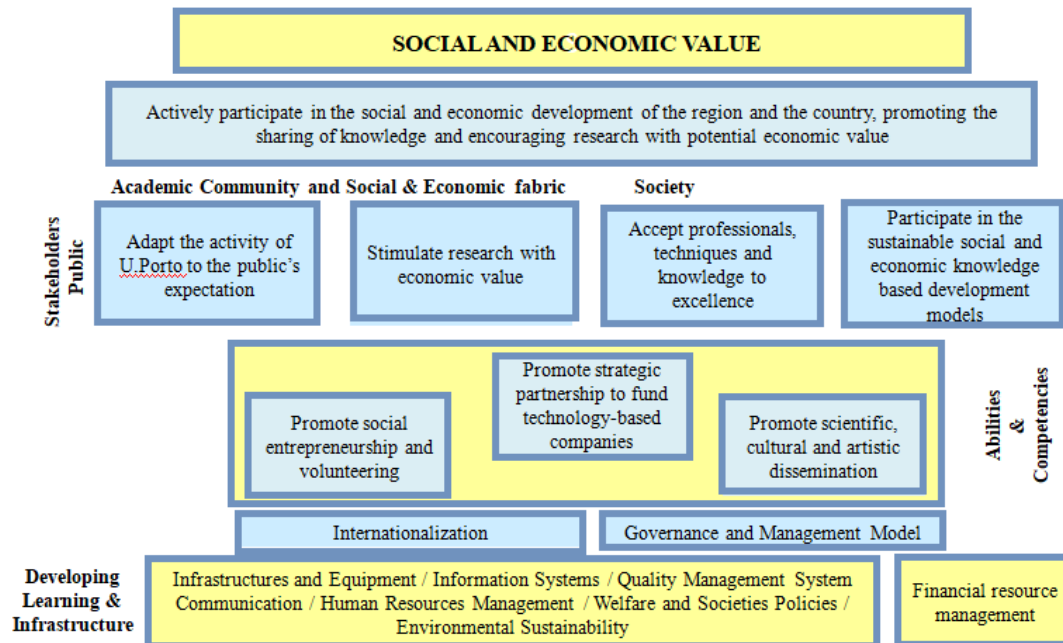 SOCIAL AND ECONOMIC VALUE
Actively participate in the social and economic development of the region and the country, promoting the
sharing of knowledge and encouraging research with potential economic value
Academic Community and Social & Economic fabric
Society
Stakeholders
Public
Adapt the activity of
U.Porto to the public's
expectation
Stimulate research with
economic value
Accept professionals,
techniques and
knowledge to
excellence
Participate in the
sustainable social and
economic knowledge
based development
models
Promote social
entrepreneurship and
volunteering
Promote strategic
partnership to fund
technology-based
companies
Promote scientific,
cultural and artistic
dissemination
Abilities
&
Competencies
Internationalization
Governance and Management Model
Developing
Learning &
Infrastructure
Infrastructures and Equipment / Information Systems / Quality Management System
Communication / Human Resources Management / Welfare and Societies Policies /
Environmental Sustainability
Financial resource
management